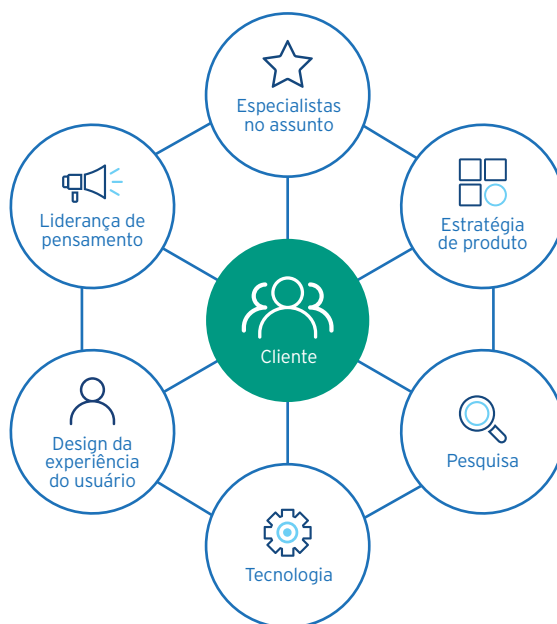 Especialistas
no assunto
Liderança de
pensamento
Estratégia
de produto
Cliente
Design da
experiência
do usuário
Pesquisa
Tecnologia